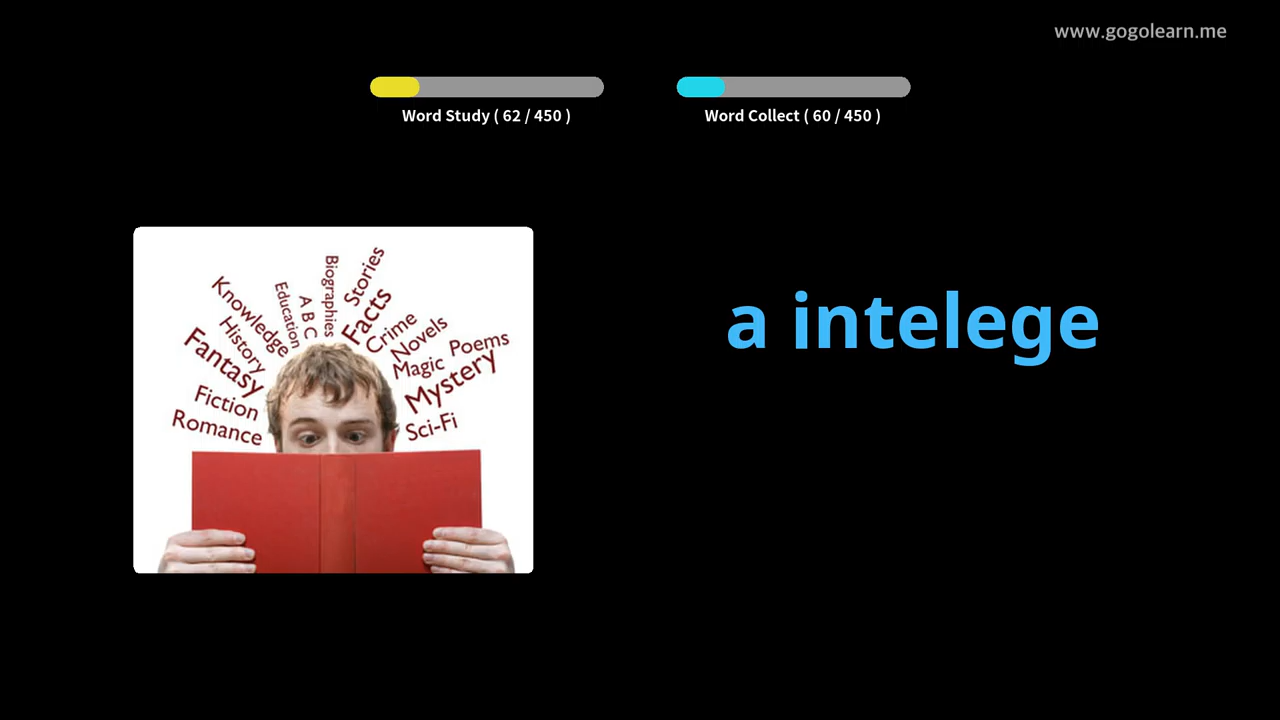 www.gogolearn.me
Word Study ( 62 / 450 )
Word Collect ( 60 / 450 )
a intelege
Knowledge
History
Fantasy
Fiction
Romance
Education
A B C
Biographies
Stories
Facts
Crime
Novels
Magic
Poems
Mystery
Sci-Fi